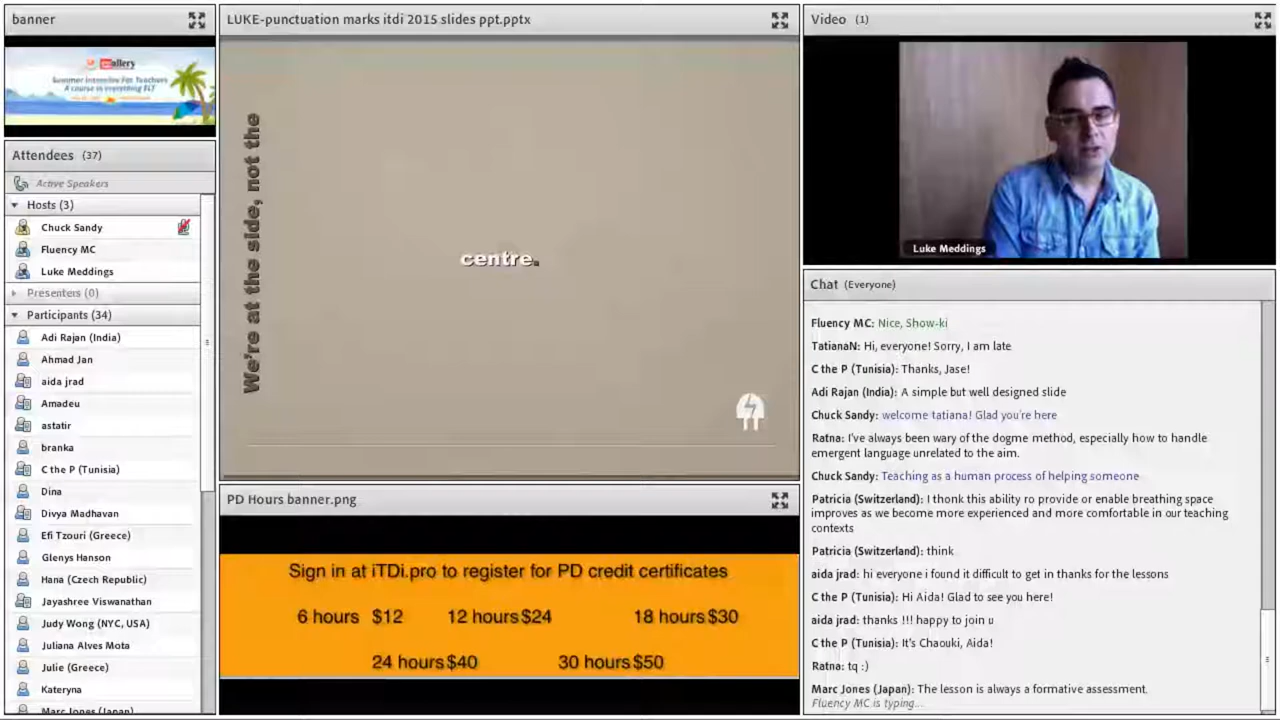 banner
allery
Summer Intensive For Teachers
A course in everything ELT
Attendees (37)
Active Speakers
Hosts (3)
Chuck Sandy
Fluency MC
Luke Meddings
Presenters (0)
Participants (34)
Adi Rajan (India)
Ahmad Jan
aida jrad
Amadeu
astatir
branka
C the P (Tunisia)
Dina
Divya Madhavan
Efi Tzouri (Greece)
Glenys Hanson
Hana (Czech Republic)
Jayashree Viswanathan
Judy Wong (NYC, USA)
Juliana Alves Mota
Julie (Greece)
Kateryna
Marc Jones (Japan)
LUKE-punctuation marks itdi 2015 slides ppt.pptx
We're at the side, not the
centre.
PD Hours banner.png
Sign in at iTDi.pro to register for PD credit certificates
6 hours $12 12 hours $24 18 hours $30
24 hours $40 30 hours $50
Video (1)
Luke Meddings
Chat (Everyone)
Fluency MC: Nice, Show-ki
TatianaN: Hi, everyone! Sorry, I am late
C the P (Tunisia): Thanks, Jase!
Adi Rajan (India): A simple but well designed slide
Chuck Sandy: welcome tatiana! Glad you're here
Ratna: I've always been wary of the dogme method, especially how to handle
emergent language unrelated to the aim.
Chuck Sandy: Teaching as a human process of helping someone
Patricia (Switzerland): I thonk this ability ro provide or enable breathing space
improves as we become more experienced and more comfortable in our teaching
contexts
Patricia (Switzerland): think
aida jrad: hi everyone i found it difficult to get in thanks for the lessons
C the P (Tunisia): Hi Aida! Glad to see you here!
aida jrad: thanks !!! happy to join u
C the P (Tunisia): It's Chaouki, Aida!
Ratna: tq :)
Marc Jones (Japan): The lesson is always a formative assessment.
Fluency MC is typing...